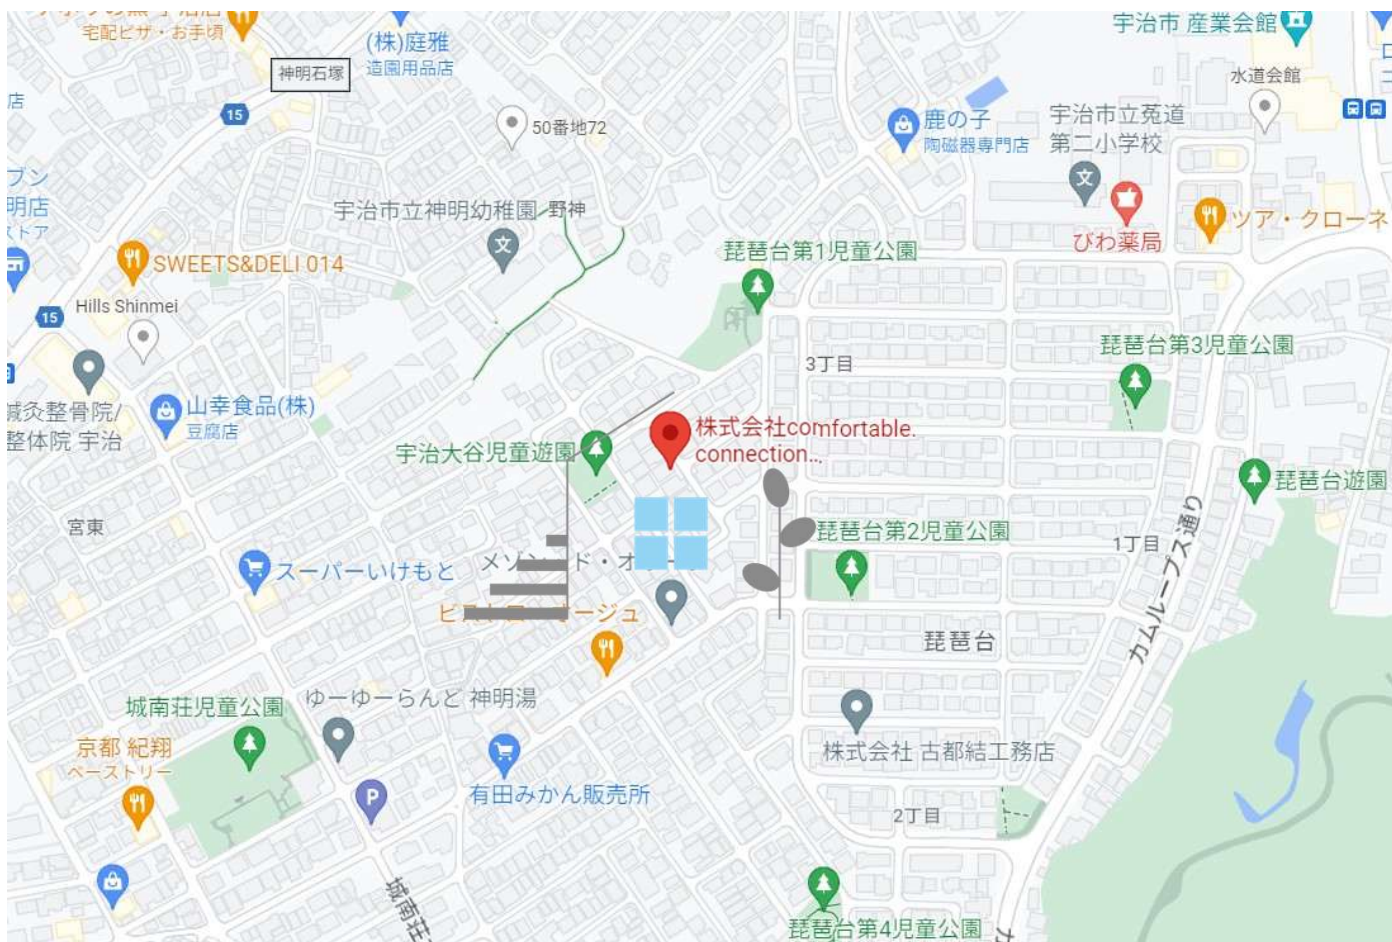 宅配ピザ・お手頃
(株)庭雅
造園用品店
神明石塚
15
店
50番地72
宇治市 産業会館
水道会館
鹿の子
陶磁器専門店
宇治市立菟道
第二小学校
宇治市立神明幼稚園
野神
びわ薬局
ツア・クローネ
SWEETS&DELI 014
琵琶台第1児童公園
Hills Shinmei
15
琵琶台第3児童公園
3丁目
山幸食品(株)
豆腐店
鍼灸整骨院/
整体院 宇治
宇治大谷児童遊園
株式会社comfortable.
connection...
琵琶台遊園
宮東
スーパーいけもと
琵琶台第2児童公園
1丁目
カムループス通り
琵琶台
城南荘児童公園
ゆーゆーらんど 神明湯
京都 紀翔
ペーストリー
P
有田みかん販売所
株式会社 古都結工務店
2丁目
琵琶台第4児童公園